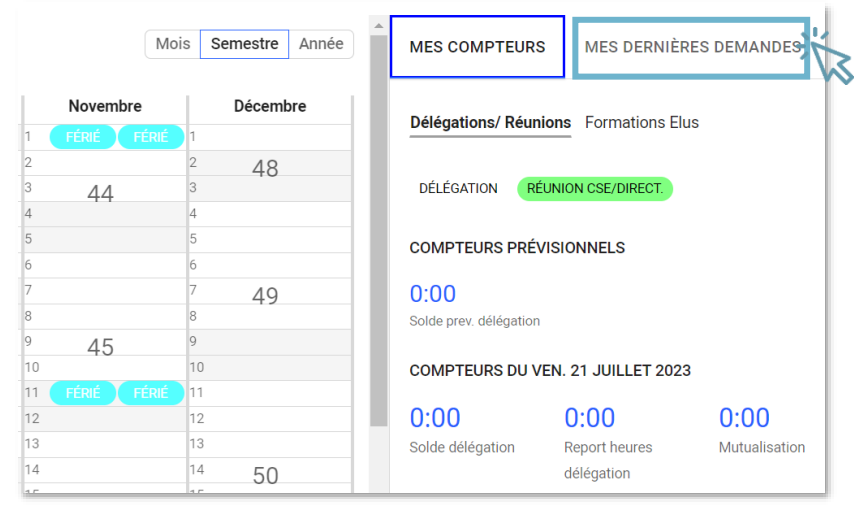 Mois Semestre Année
Novembre Décembre
1 FÉRIÉ FÉRIÉ 1
2 2 48
3 44 3
4 4
5 5
6 6
7 7 49
8 8
9 45 9
10 10
11 FÉRIÉ FÉRIÉ 11
12 12
13 13
14 14 50
MES COMPTEURS MES DERNIÈRES DEMANDES
Délégations/ Réunions Formations Elus
DÉLÉGATION RÉUNION CSE/DIRECT.
COMPTEURS PRÉVISIONNELS
0:00
Solde prev. délégation
COMPTEURS DU VEN. 21 JUILLET 2023
0:00 0:00 0:00
Solde délégation Report heures Mutualisation
délégation